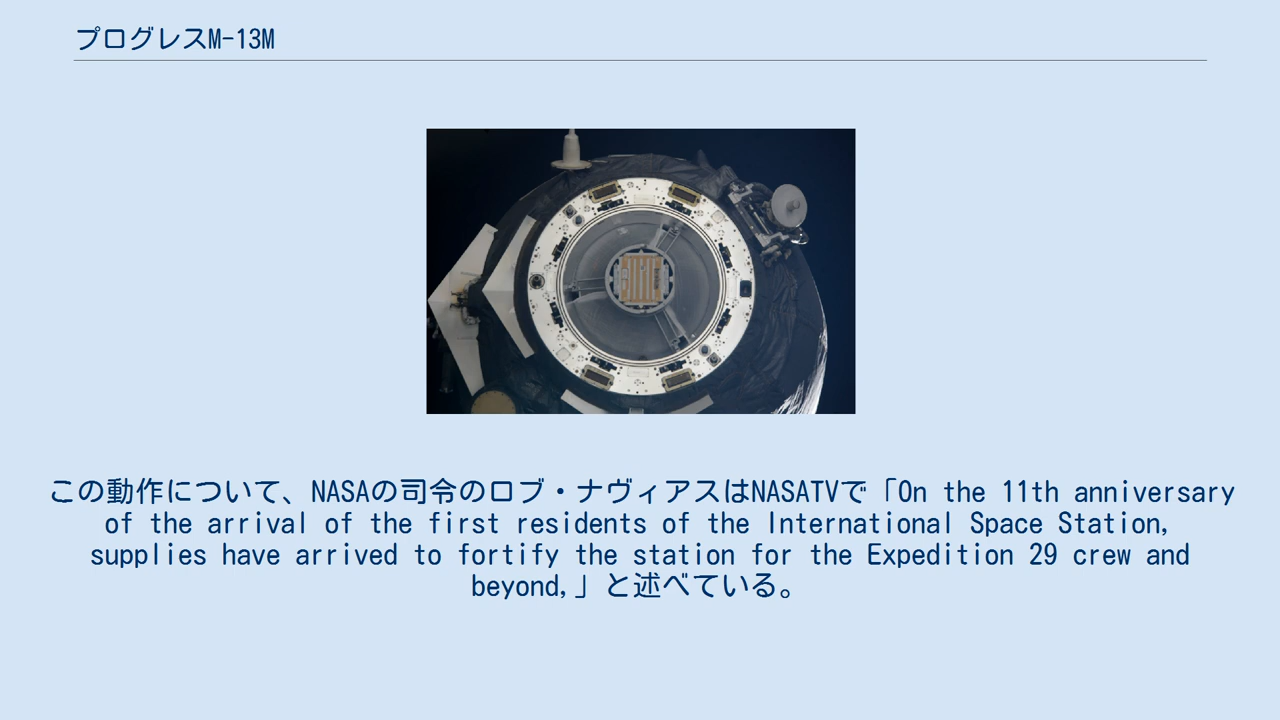 プログレスM-13M
この動作について、NASAの司令のロブ・ナヴィアスはNASATVで「On the 11th anniversary
of the arrival of the first residents of the International Space Station,
supplies have arrived to fortify the station for the Expedition 29 crew and
beyond,」と述べている。